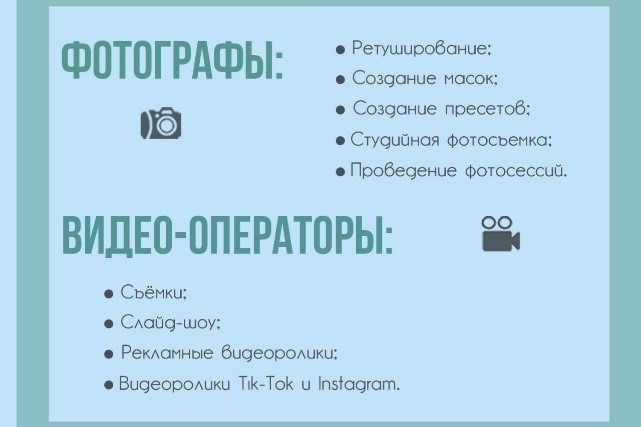 ФОТОГРАФЫ:
• Ретуширование;
• Создание масок;
• Создание пресетов;
• Студийная фотосъемка;
• Проведение фотосессий.
ВИДЕО-ОПЕРАТОРЫ:
• Съёмки;
• Слайд-шоу;
• Рекламные видеоролики;
• Видеоролики Tik-Tok и Instagram.